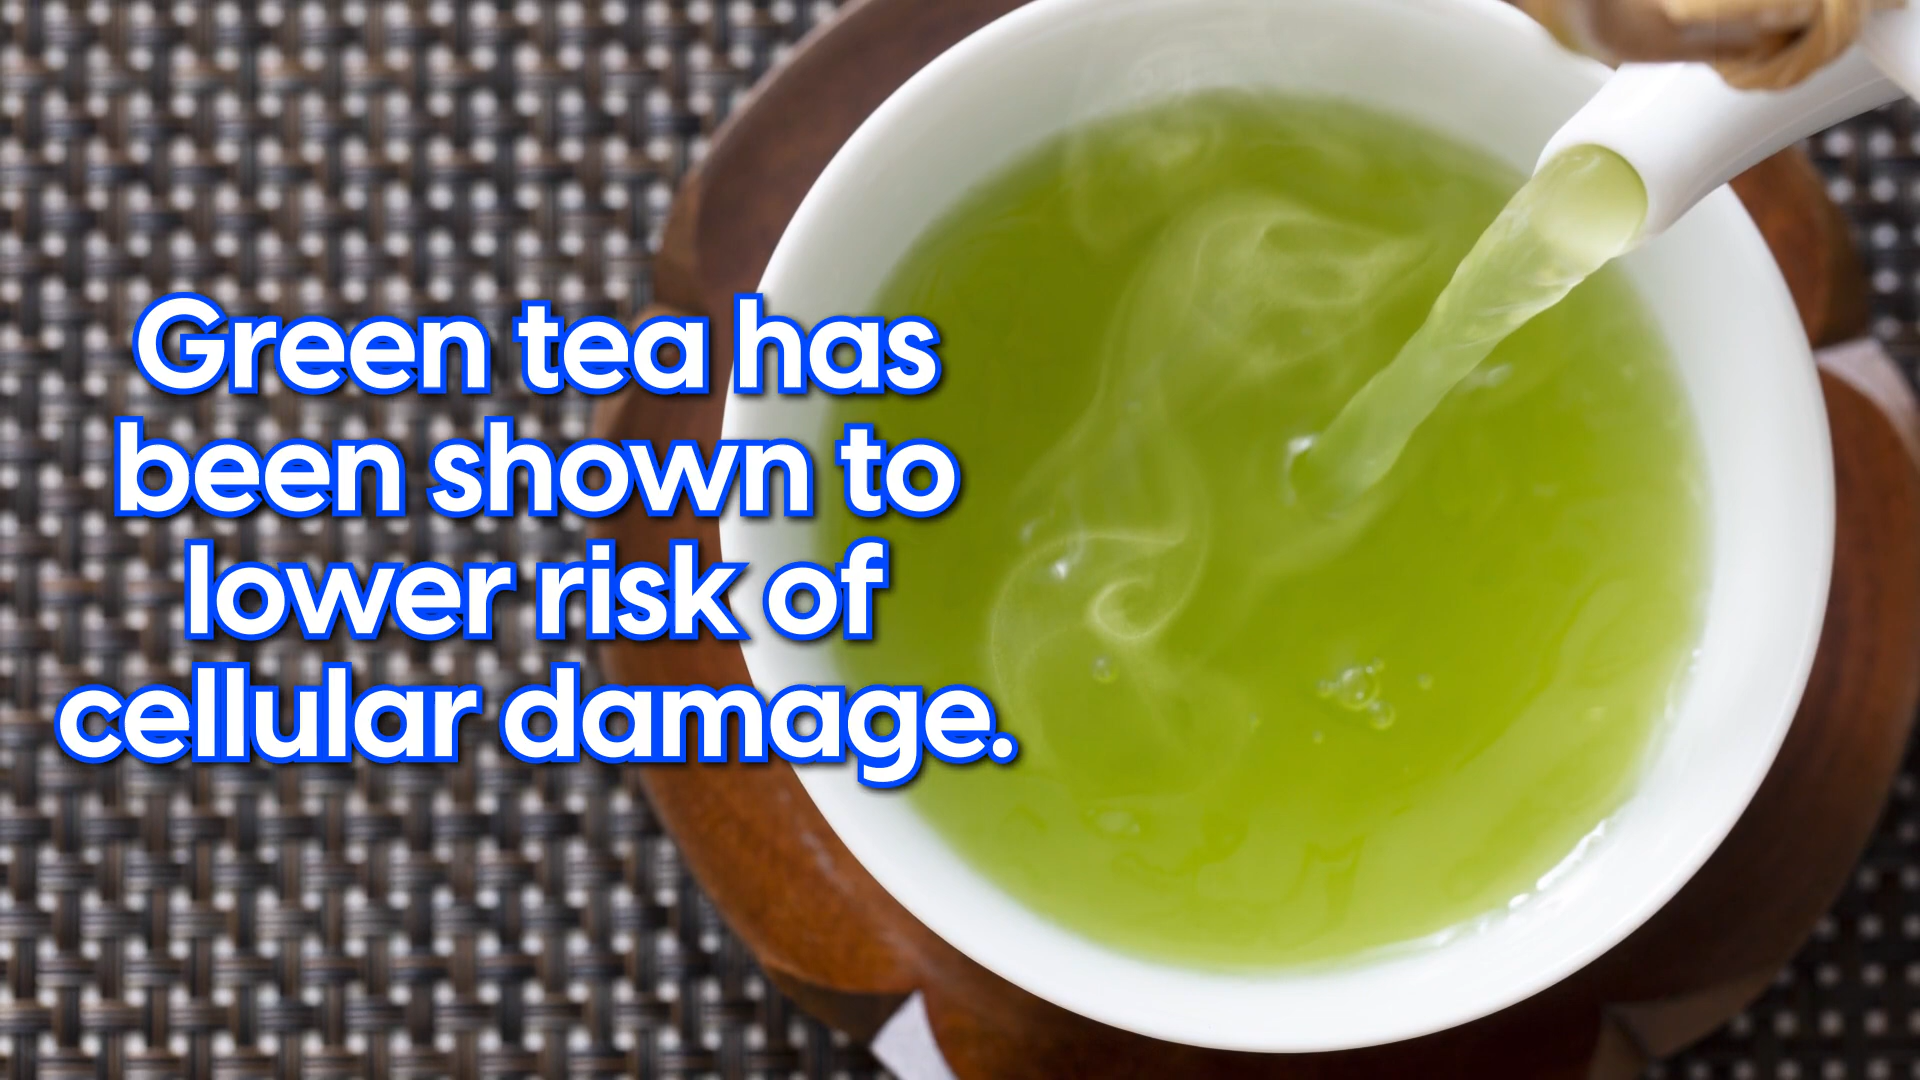 Green tea has
been shown to
lower risk of
cellular damage.